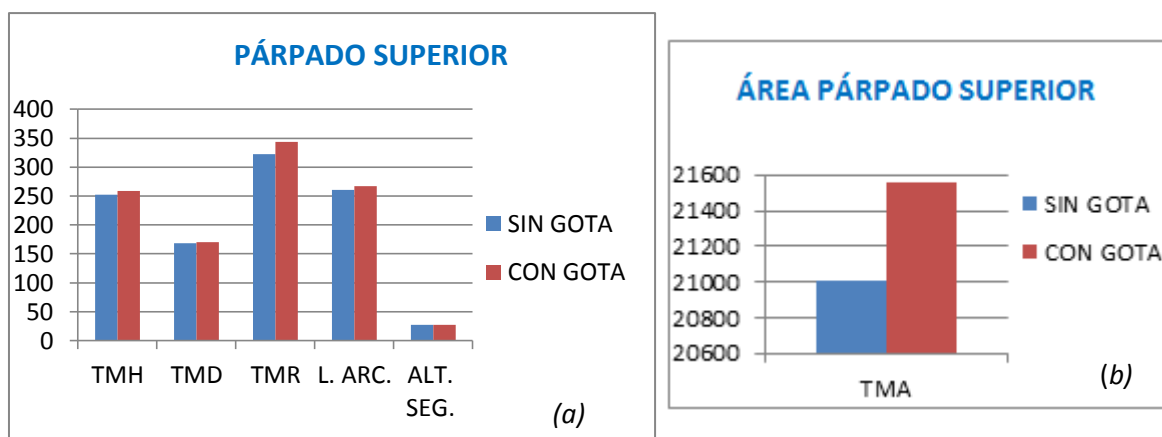 PÁRPADO SUPERIOR
400
350
300
250
200
150
100
50
0
TMH TMD TMR L. ARC. ALT. SEG.
SIN GOTA
CON GOTA
(a)
ÁREA PÁRPADO SUPERIOR
21600
21400
21200
21000
20800
20600
TMA
SIN GOTA
CON GOTA
(b)